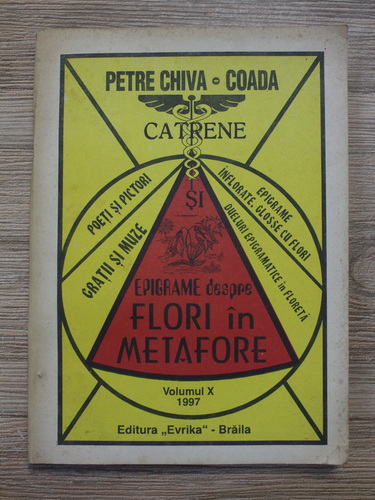 PETRE CHIVA - COADA
CATRENE
ȘI
POEȚI ȘI PICTORI
GRAȚII ȘI MUZE
EPIGRAME
ÎNFLORATE, GLOSSE CU FLORI
DUELURI EPIGRAMATICE în FLORETĂ
EPIGRAME despre
FLORI în
METAFORE
Volumul X
1997
Editura „Evrika" - Brăila